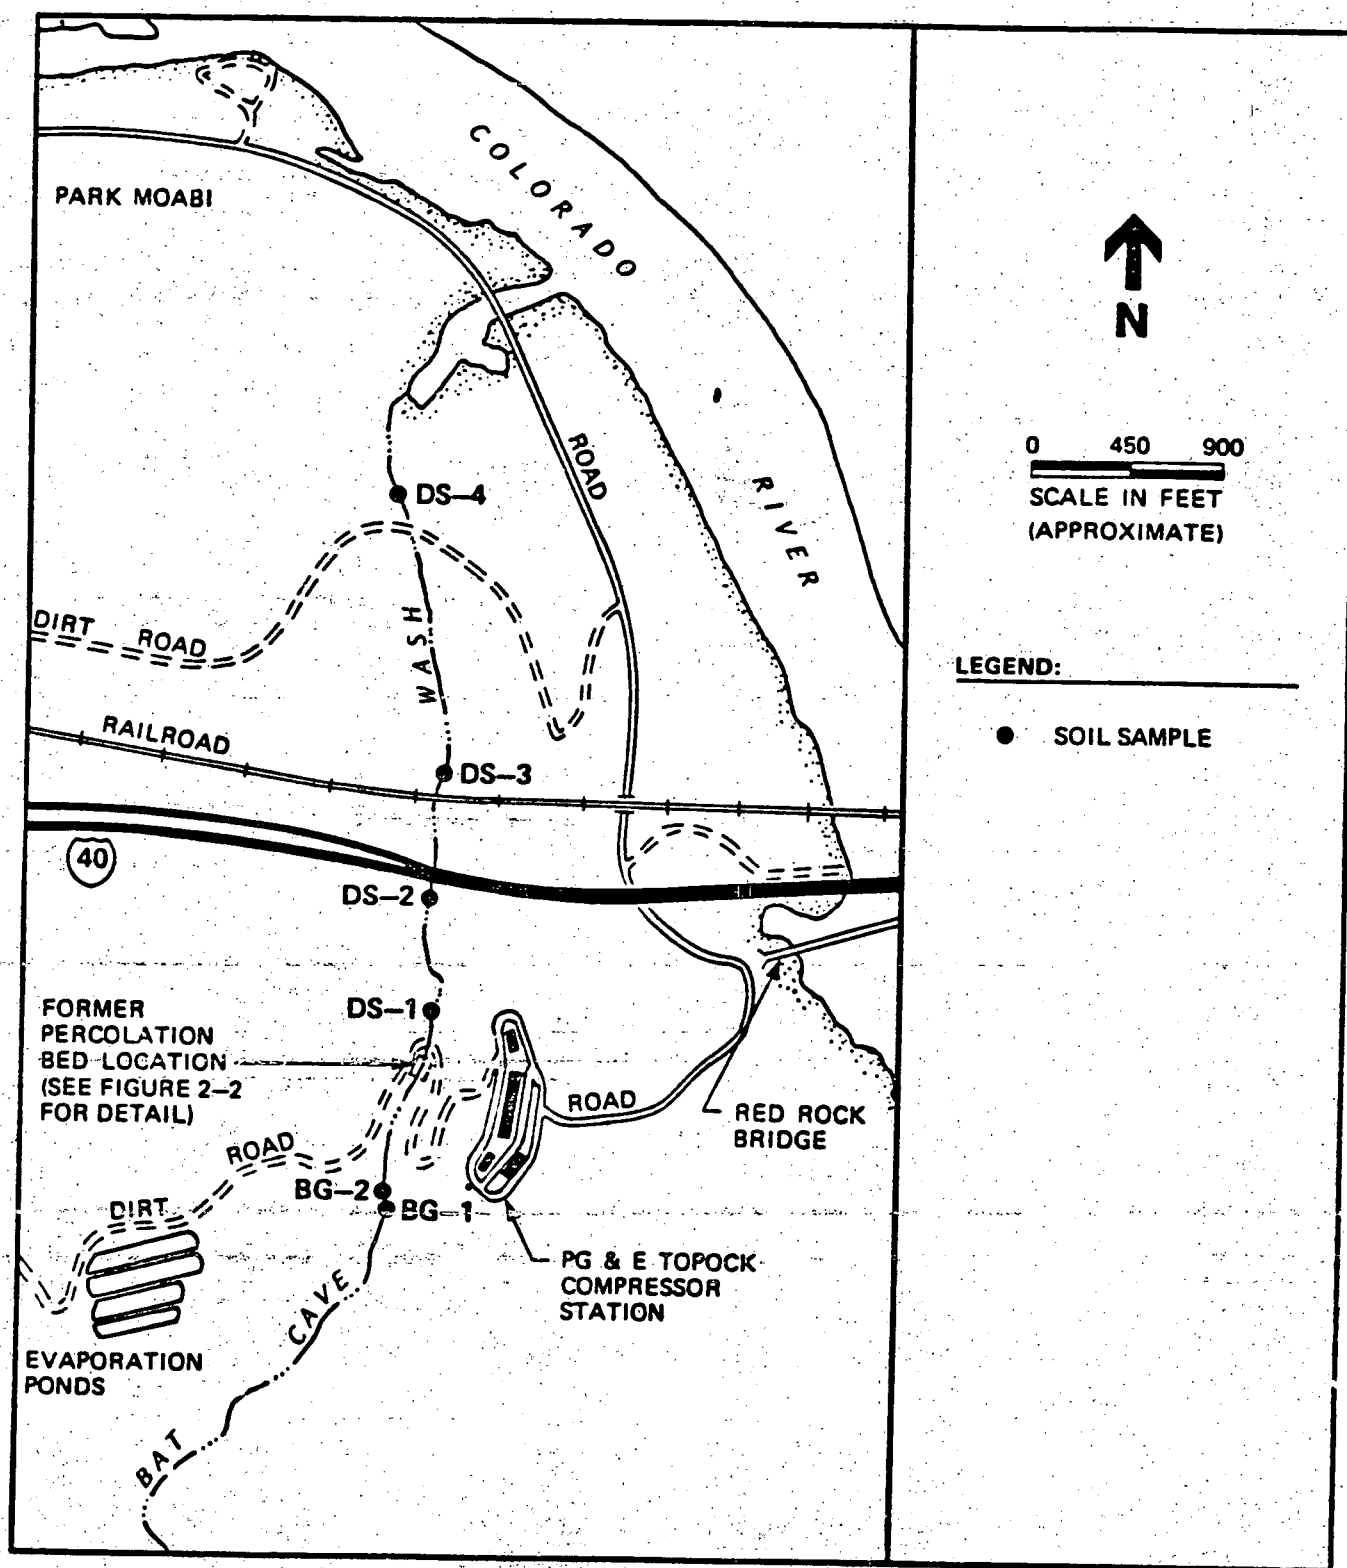 COLORADO
RIVER
PARK MOABI
N
0 450 900
SCALE IN FEET
(APPROXIMATE)
ROAD
DS-4
DIRT ROAD
WASH
LEGEND:
SOIL SAMPLE
RAILROAD
DS-3
40
DS-2
DS-1
FORMER
PERCOLATION
BED LOCATION
(SEE FIGURE 2-2
FOR DETAIL)
ROAD
RED ROCK
BRIDGE
DIRT ROAD
BG-2
BG-1
PG & E TOPOCK
COMPRESSOR
STATION
EVAPORATION
PONDS
BAT CAVE